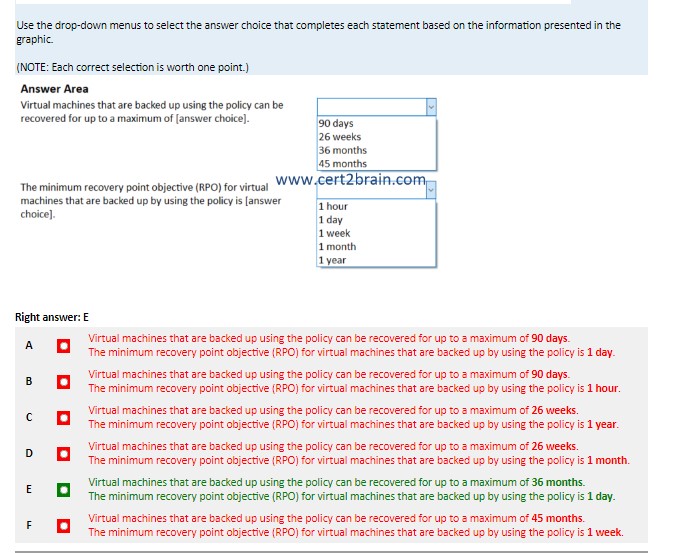 Use the drop-down menus to select the answer choice that completes each statement based on the information presented in the
graphic.
(NOTE: Each correct selection is worth one point.)
Answer Area
Virtual machines that are backed up using the policy can be
recovered for up to a maximum of [answer choice].
90 days
26 weeks
36 months
45 months
www.cert2brain.com
The minimum recovery point objective (RPO) for virtual
machines that are backed up by using the policy is [answer
choice].
1 hour
1 day
1 week
1 month
1 year
Right answer: E
A
Virtual machines that are backed up using the policy can be recovered for up to a maximum of 90 days.
The minimum recovery point objective (RPO) for virtual machines that are backed up by using the policy is 1 day.
B
Virtual machines that are backed up using the policy can be recovered for up to a maximum of 90 days.
The minimum recovery point objective (RPO) for virtual machines that are backed up by using the policy is 1 hour.
C
Virtual machines that are backed up using the policy can be recovered for up to a maximum of 26 weeks.
The minimum recovery point objective (RPO) for virtual machines that are backed up by using the policy is 1 year.
D
Virtual machines that are backed up using the policy can be recovered for up to a maximum of 26 weeks.
The minimum recovery point objective (RPO) for virtual machines that are backed up by using the policy is 1 month.
E
Virtual machines that are backed up using the policy can be recovered for up to a maximum of 36 months.
The minimum recovery point objective (RPO) for virtual machines that are backed up by using the policy is 1 day.
F
Virtual machines that are backed up using the policy can be recovered for up to a maximum of 45 months.
The minimum recovery point objective (RPO) for virtual machines that are backed up by using the policy is 1 week.